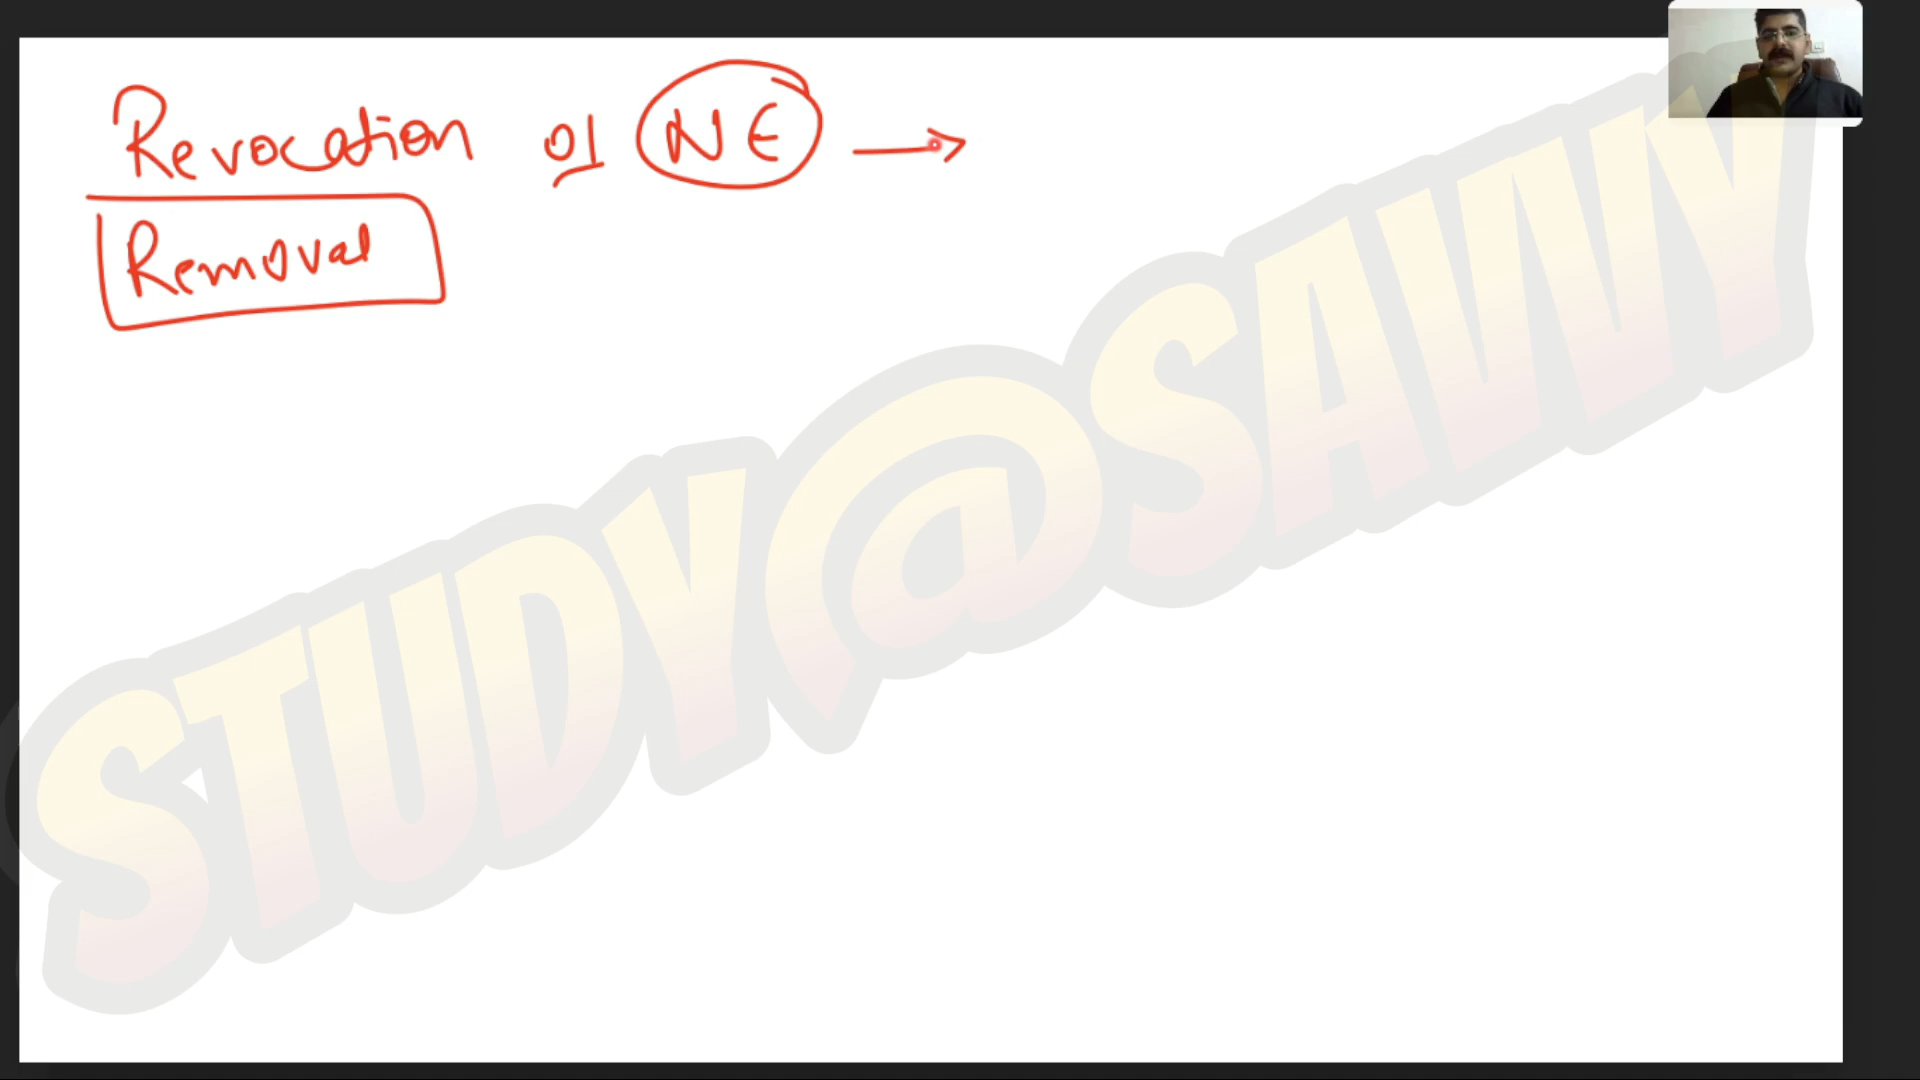 Revocation of NE →
Removal
STUDY@SAVVY